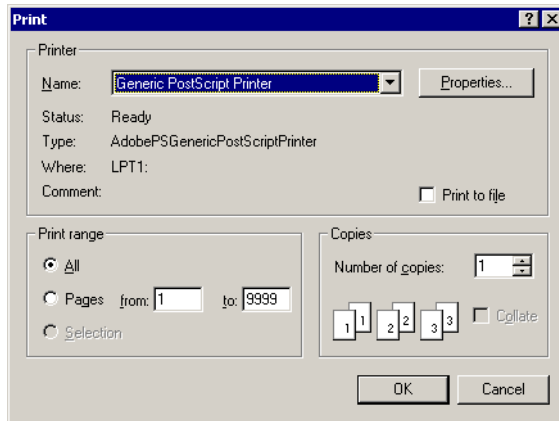 Print
Printer
Name: Generic PostScript Printer Properties...
Status: Ready
Type: AdobePSGenericPostScriptPrinter
Where: LPT1:
Comment: Print to file
Print range
All
Pages from: 1 to: 9999
Selection
Copies
Number of copies: 1
1 1 2 2 3 3 Collate
OK Cancel